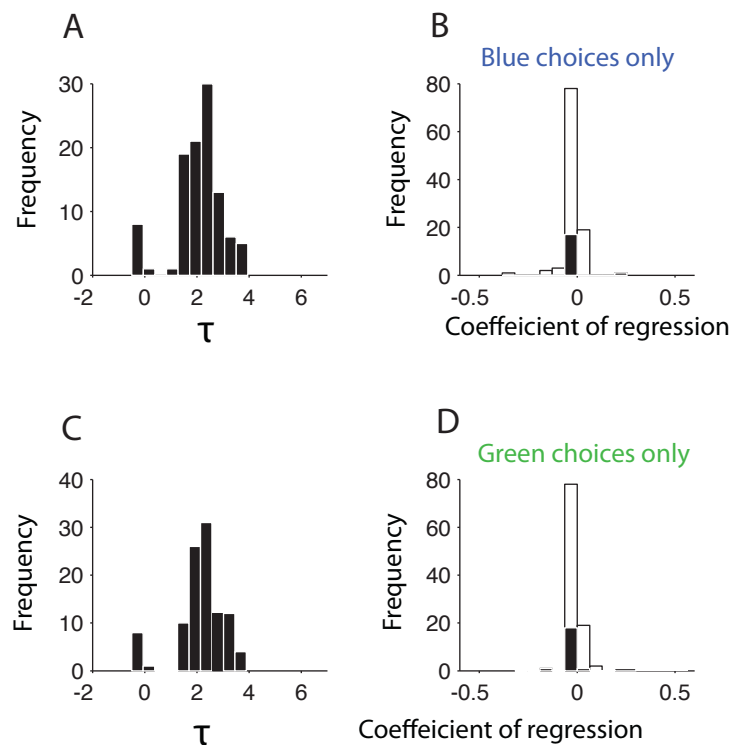 A
B
Blue choices only
Frequency
30
20
10
0
-2
0
2
4
6
τ
Frequency
80
60
40
20
0
-0.5
0
0.5
Coeffeicient of regression
C
D
Green choices only
Frequency
40
30
20
10
0
-2
0
2
4
6
τ
Frequency
80
60
40
20
0
-0.5
0
0.5
Coeffeicient of regression